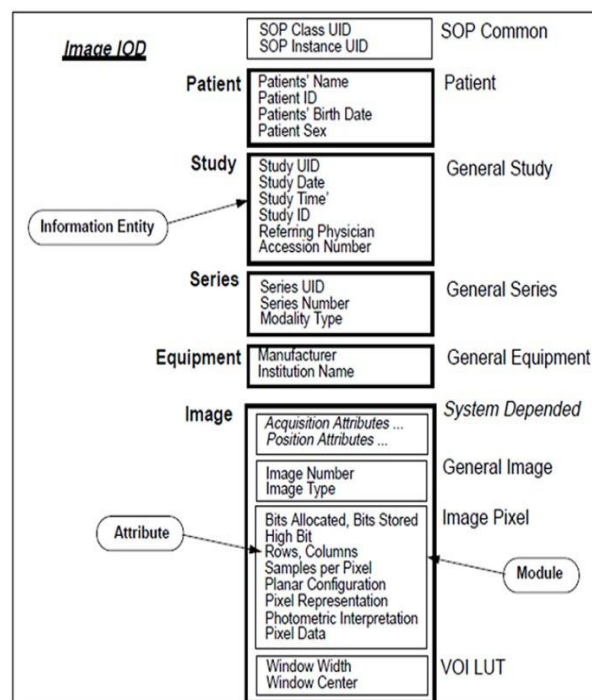 Image IOD
SOP Class UID
SOP Instance UID
SOP Common
Patient
Patients' Name
Patient ID
Patients' Birth Date
Patient Sex
Patient
Study
Study UID
Study Date
Study Time'
Study ID
Referring Physician
Accession Number
General Study
Information Entity
Series
Series UID
Series Number
Modality Type
General Series
Equipment
Manufacturer
Institution Name
General Equipment
Image
System Depended
Acquisition Attributes ...
Position Attributes ...
Image Number
Image Type
General Image
Bits Allocated, Bits Stored
High Bit
Rows, Columns
Samples per Pixel
Planar Configuration
Pixel Representation
Photometric Interpretation
Pixel Data
Image Pixel
Attribute
Module
Window Width
Window Center
VOI LUT